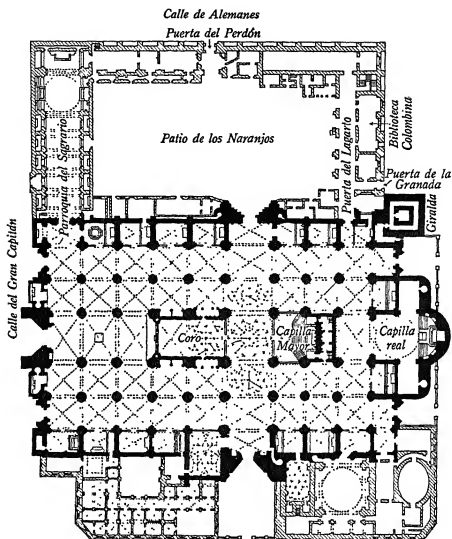 Calle de Alemanes
Puerta del Perdón
Patio de los Naranjos
Parroquia del Sagrario
Puerta del Lagarto
Biblioteca
Colombina
Puerta de la
Granada
Giralda
Calle del Gran Capitán
Coro
Capilla
Mayor
Capilla
real